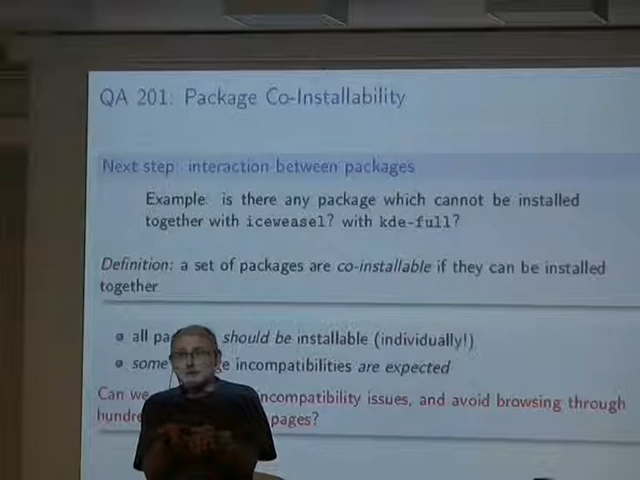 QA 201: Package Co-Installability
Next step: interaction between packages
Example: is there any package which cannot be installed
together with iceweasel? with kde-full?
Definition: a set of packages are co-installable if they can be installed
together
all pa should be installable (individually!)
some ge incompatibilities are expected
Can we ncompatibility issues, and avoid browsing through
hundre pages?